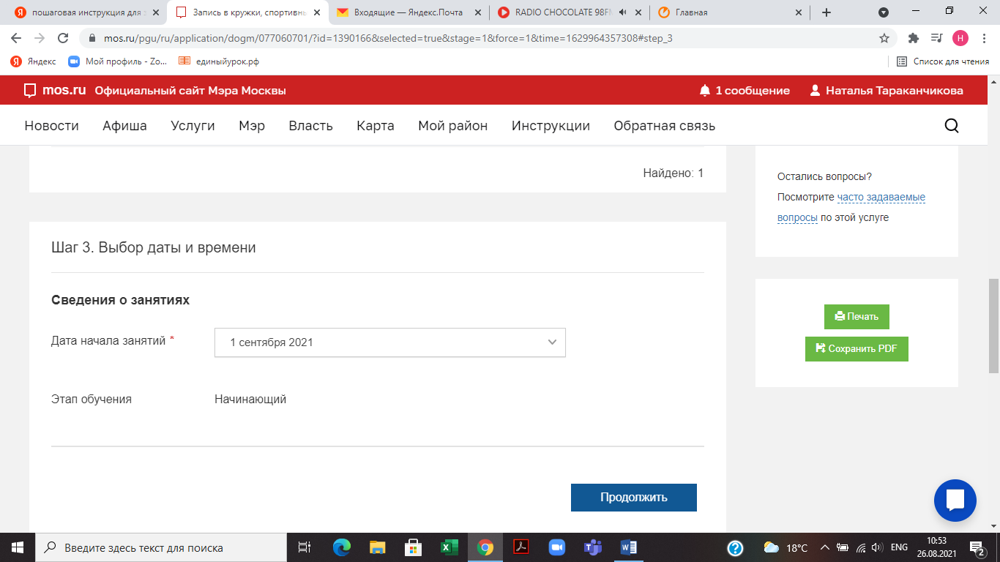 пошаговая инструкция для з
Запись в кружки, спортивны
Входящие — Яндекс.Почта
RADIO CHOCOLATE 98FM
Главная
mos.ru/pgu/ru/application/dogm/077060701/?id=1390166&selected=true&stage=1&force=1&time=1629964357308#step_3
Н
Яндекс
Мой профиль - Zo...
единыйурок.рф
Список для чтения
mos.ru Официальный сайт Мэра Москвы
1 сообщение
Наталья Тараканчикова
Новости Афиша Услуги Мэр Власть Карта Мой район Инструкции Обратная связь
Найдено: 1
Остались вопросы?
Посмотрите часто задаваемые
вопросы по этой услуге
Шаг 3. Выбор даты и времени
Сведения о занятиях
Дата начала занятий *
1 сентября 2021
Этап обучения
Начинающий
Печать
Сохранить PDF
Продолжить
Введите здесь текст для поиска
18°C
ENG
10:53
26.08.2021
2